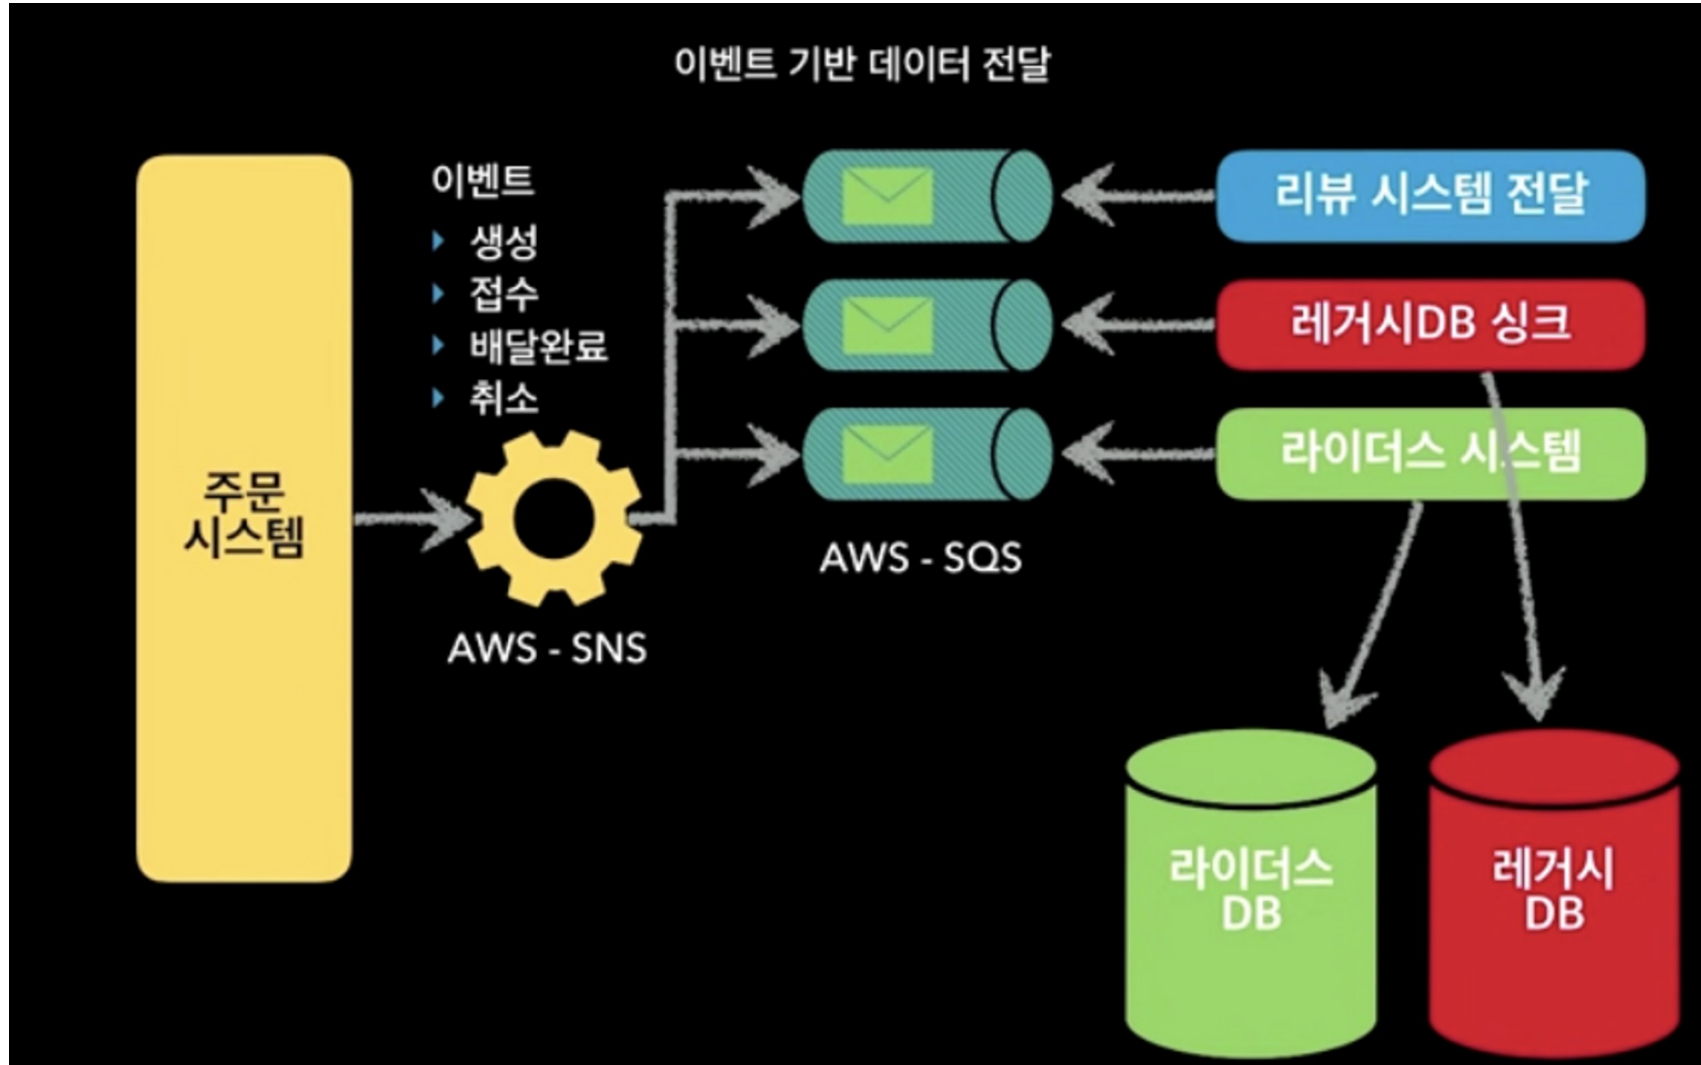 이벤트 기반 데이터 전달
이벤트
생성
접수
배달완료
취소
주문
시스템
AWS - SNS
AWS - SQS
리뷰 시스템 전달
레거시DB 싱크
라이더스 시스템
라이더스
DB
레거시
DB